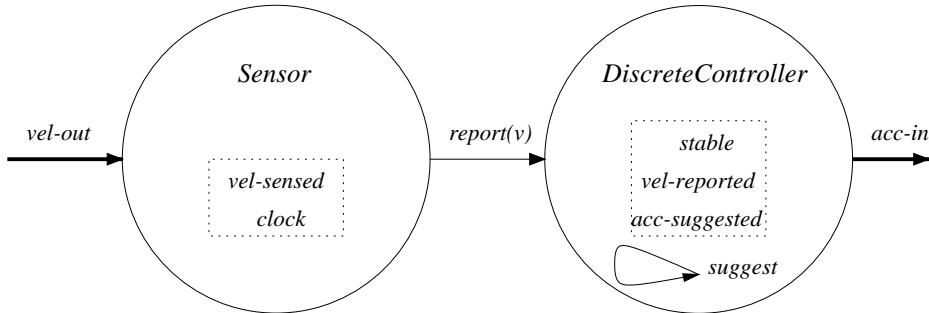 Sensor
DiscreteController
vel-out
report(v)
acc-in
vel-sensed
clock
stable
vel-reported
acc-suggested
suggest